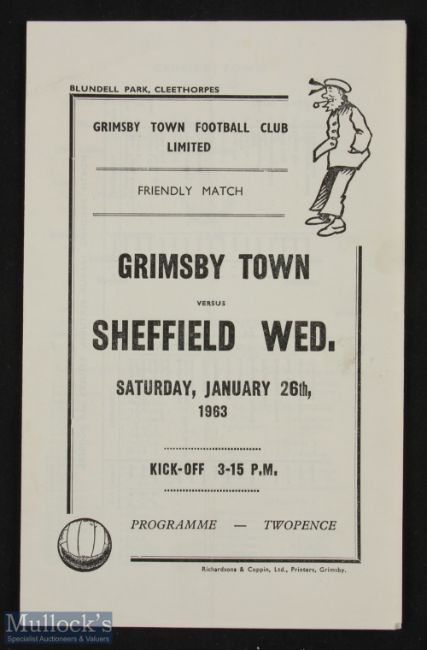 BLUNDELL PARK, CLEETHORPES
GRIMSBY TOWN FOOTBALL CLUB
LIMITED
FRIENDLY MATCH
GRIMSBY TOWN
VERSUS
SHEFFIELD WED.
SATURDAY, JANUARY 26th,
1963
KICK-OFF 3-15 P.M.
PROGRAMME — TWOPENCE
Richardsons & Coppin, Ltd., Printers, Grimsby.
Mullock's
Specialist Auctioneers & Valuers